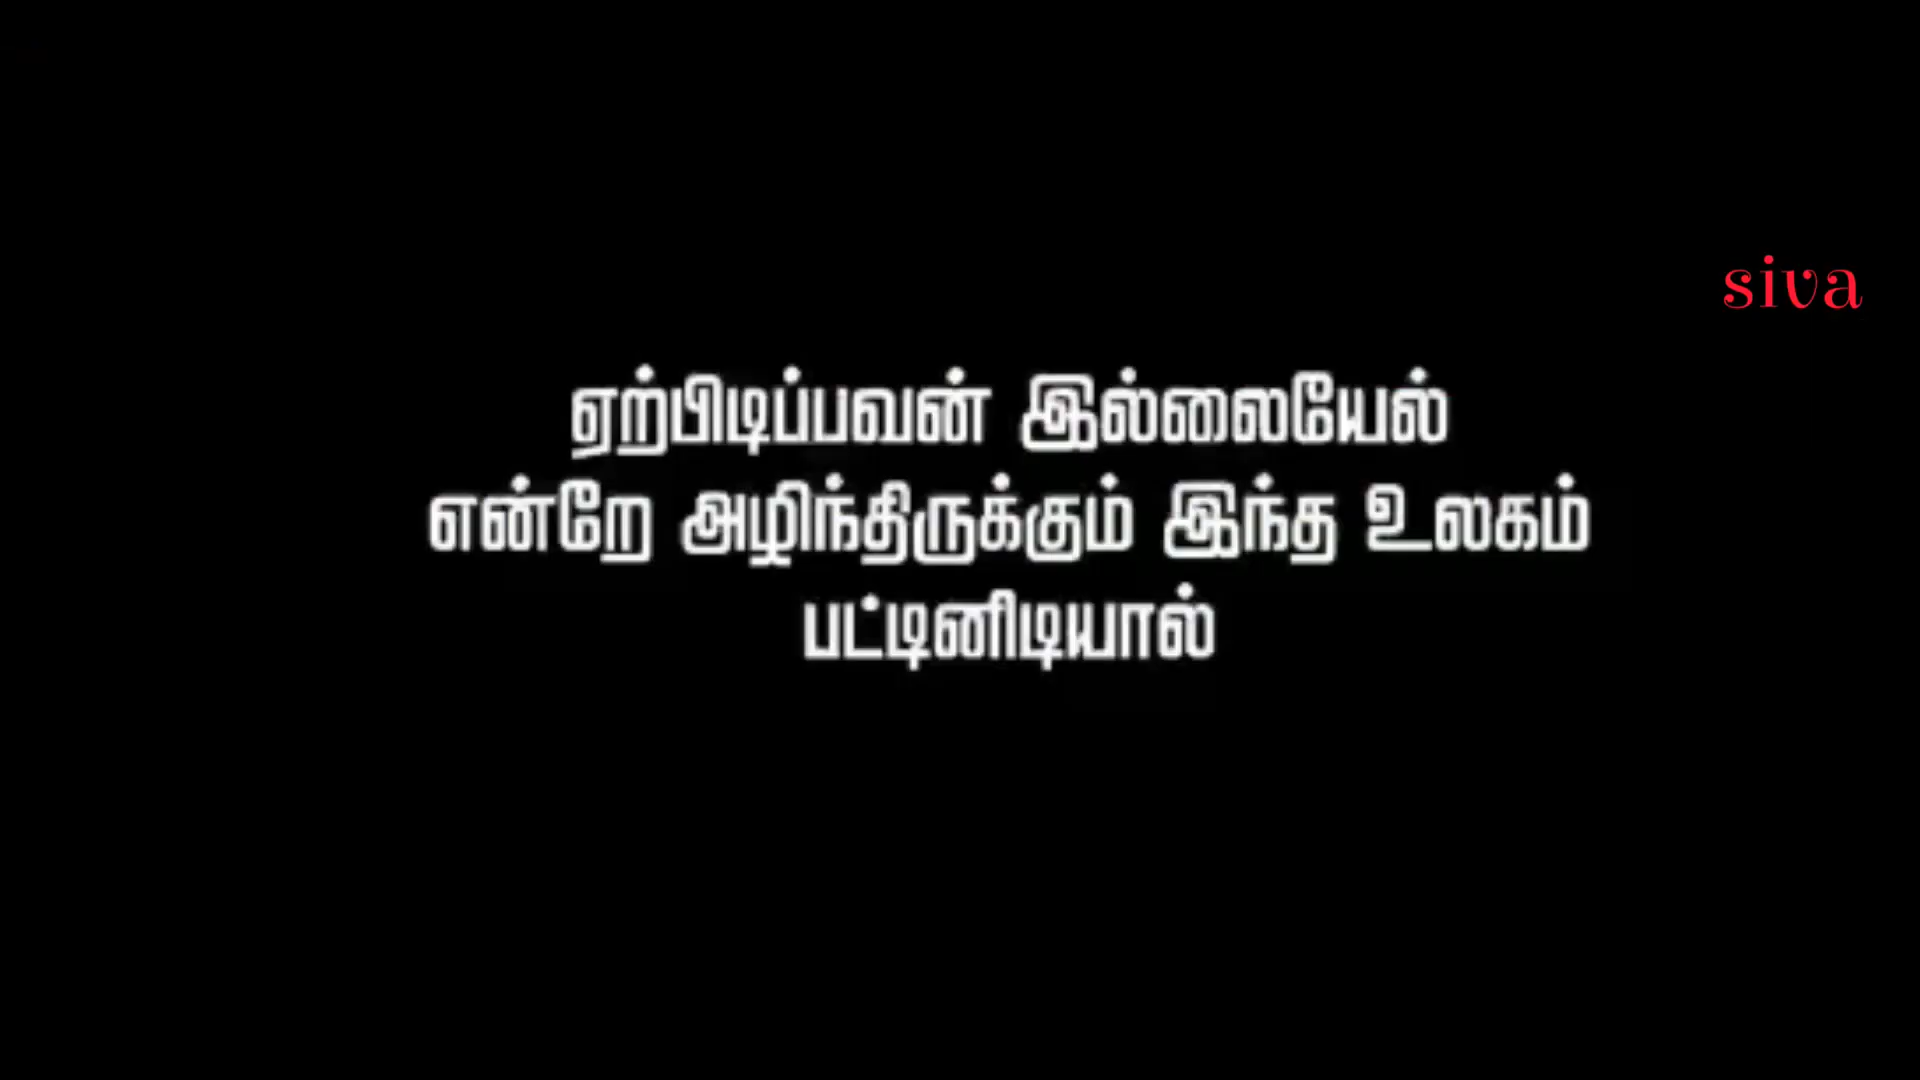 siva
ஏற்பிடிப்பவன் இல்லையேல்
என்றே அழிந்திருக்கும் இந்த உலகம்
பட்டினிடியால்